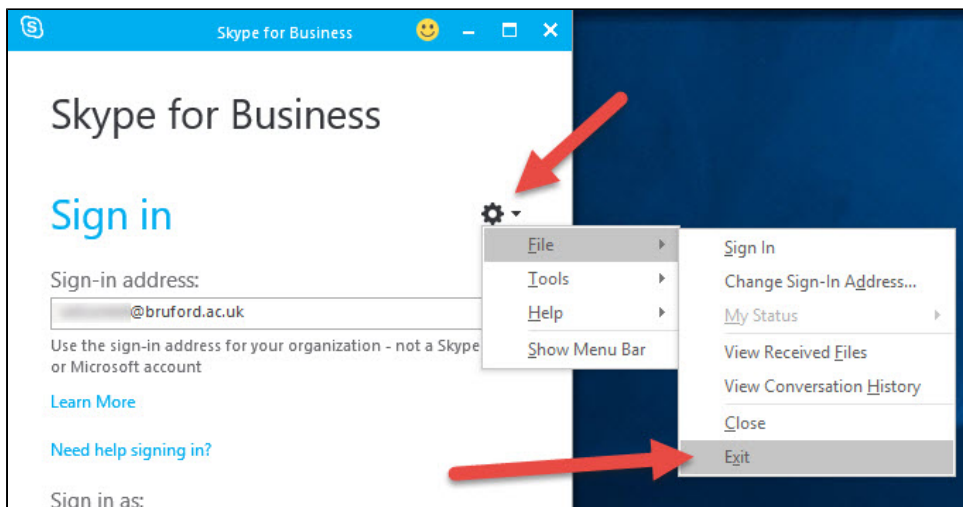 Skype for Business
Skype for Business
Sign in
Sign-in address:
@bruford.ac.uk
Use the sign-in address for your organization - not a Skype
or Microsoft account
Learn More
Need help signing in?
Sign in as:
File
Tools
Help
Show Menu Bar
Sign In
Change Sign-In Address...
My Status
View Received Files
View Conversation History
Close
Exit